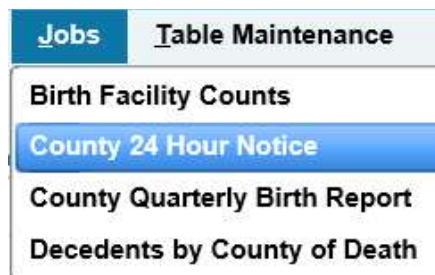 Jobs Table Maintenance
Birth Facility Counts
County 24 Hour Notice
County Quarterly Birth Report
Decedents by County of Death